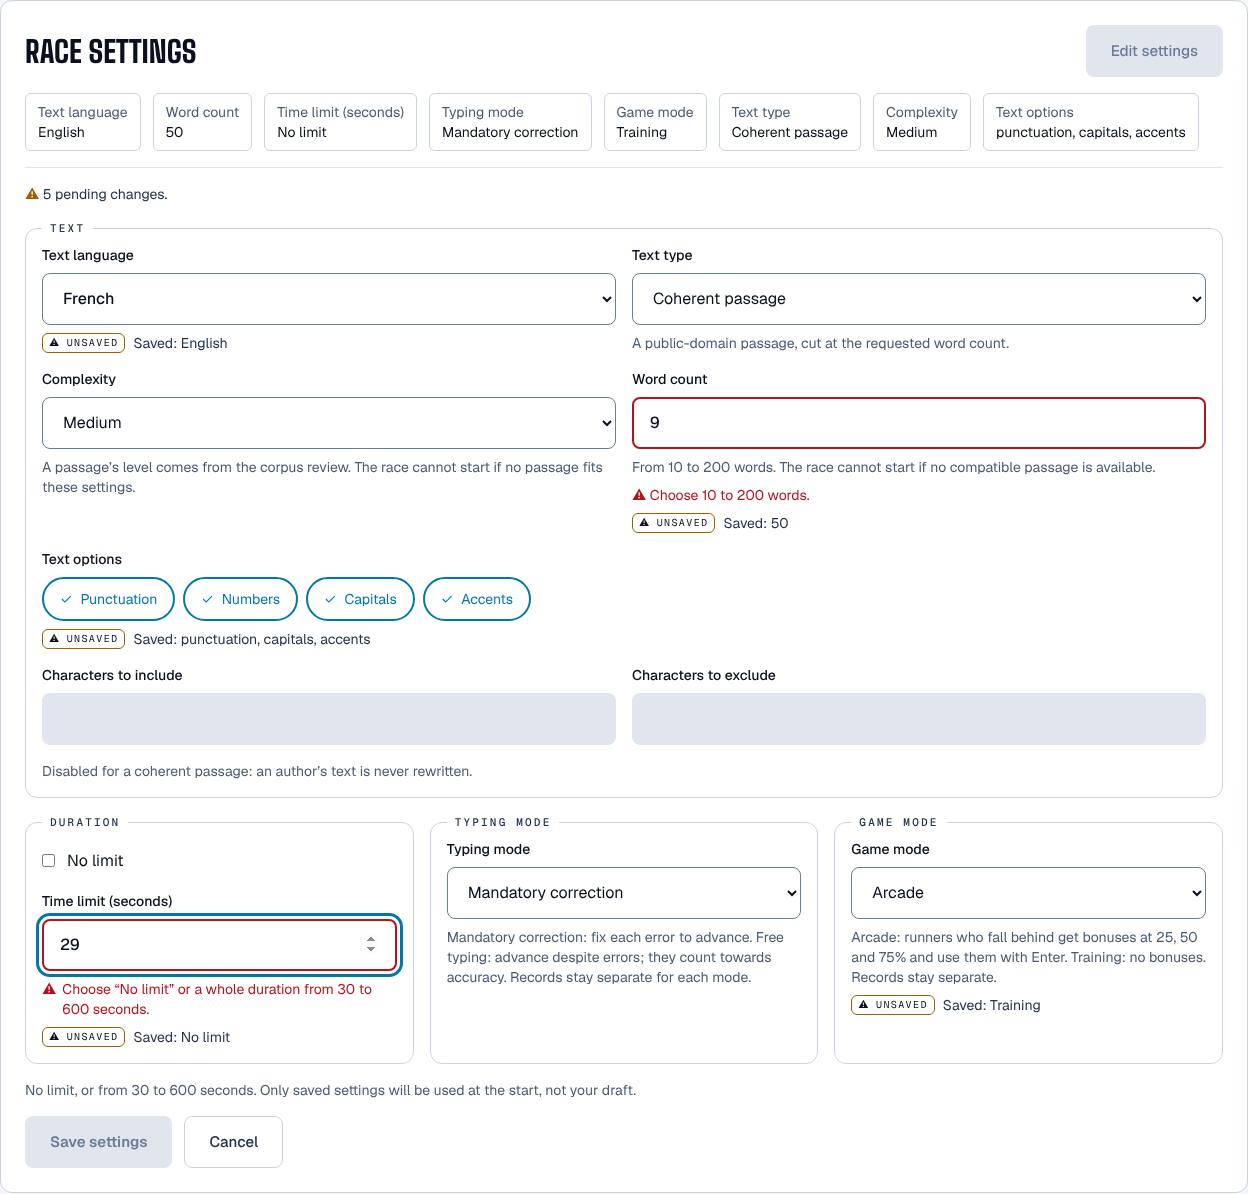 RACE SETTINGS
Edit settings
Text language
English
Word count
50
Time limit (seconds)
No limit
Typing mode
Mandatory correction
Game mode
Training
Text type
Coherent passage
Complexity
Medium
Text options
punctuation, capitals, accents
5 pending changes.
TEXT
Text language
French
UNSAVED Saved: English
Text type
Coherent passage
A public-domain passage, cut at the requested word count.
Complexity
Medium
A passage’s level comes from the corpus review. The race cannot start if no passage fits
these settings.
Word count
9
From 10 to 200 words. The race cannot start if no compatible passage is available.
Choose 10 to 200 words.
UNSAVED Saved: 50
Text options
Punctuation Numbers Capitals Accents
UNSAVED Saved: punctuation, capitals, accents
Characters to include
Characters to exclude
Disabled for a coherent passage: an author’s text is never rewritten.
DURATION
No limit
Time limit (seconds)
29
Choose “No limit” or a whole duration from 30 to
600 seconds.
UNSAVED Saved: No limit
TYPING MODE
Typing mode
Mandatory correction
Mandatory correction: fix each error to advance. Free
typing: advance despite errors; they count towards
accuracy. Records stay separate for each mode.
GAME MODE
Game mode
Arcade
Arcade: runners who fall behind get bonuses at 25, 50
and 75% and use them with Enter. Training: no bonuses.
Records stay separate.
UNSAVED Saved: Training
No limit, or from 30 to 600 seconds. Only saved settings will be used at the start, not your draft.
Save settings
Cancel